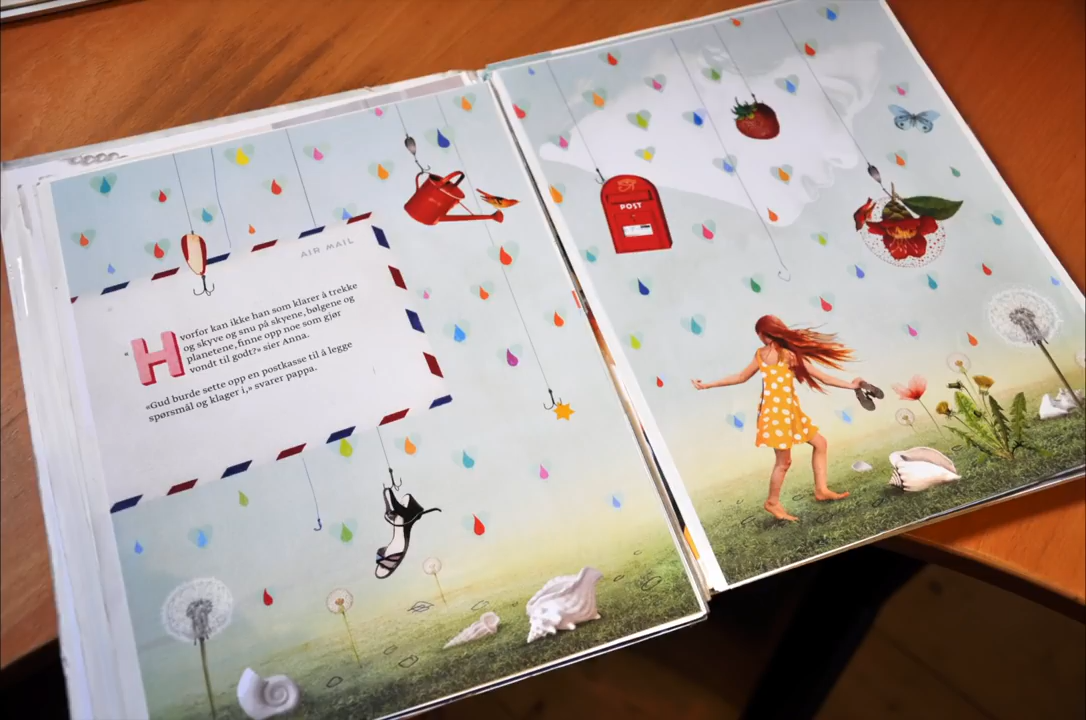 AIR MAIL
«Hvorfor kan ikke han som klarer å trekke
og skyve og snu på skyene, bølgene og
planetene, finne opp noe som gjør
vondt til godt?» sier Anna.
«Gud burde sette opp en postkasse til å legge
spørsmål og klager i,» svarer pappa.
POST